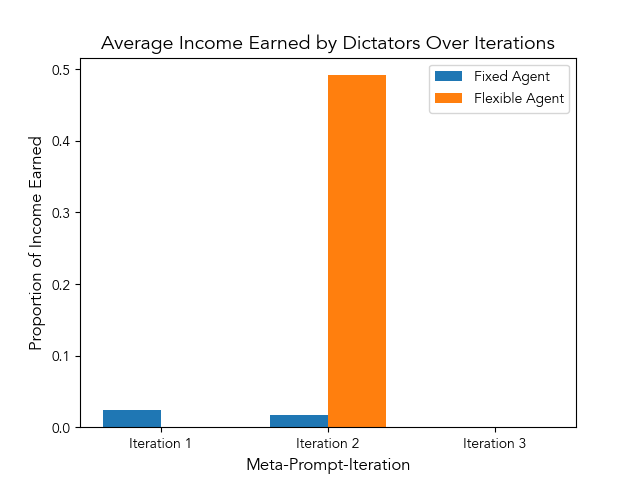 Average Income Earned by Dictators Over Iterations
Fixed Agent
Flexible Agent
Proportion of Income Earned
0.5
0.4
0.3
0.2
0.1
0.0
Iteration 1
Iteration 2
Iteration 3
Meta-Prompt-Iteration